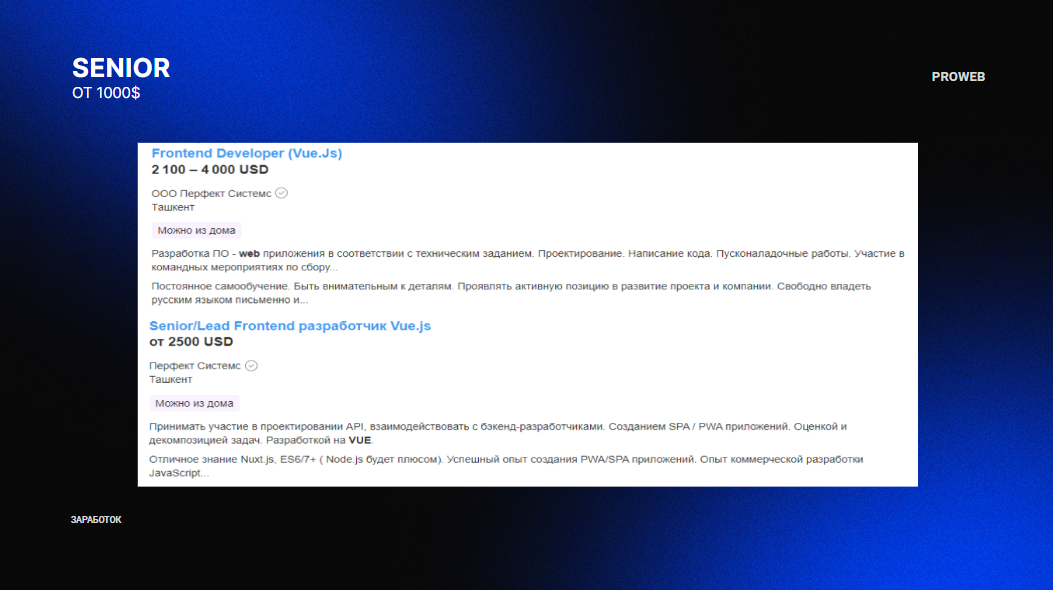 SENIOR
ОТ 1000$
PROWEB
Frontend Developer (Vue.Js)
2 100 – 4 000 USD
ООО Перфект Системс
Ташкент
Можно из дома
Разработка ПО - web приложения в соответствии с техническим заданием. Проектирование. Написание кода. Пусконаладочные работы. Участие в
командных мероприятиях по сбору...
Постоянное самообучение. Быть внимательным к деталям. Проявлять активную позицию в развитие проекта и компании. Свободно владеть
русским языком письменно и...
Senior/Lead Frontend разработчик Vue.js
от 2500 USD
Перфект Системс
Ташкент
Можно из дома
Принимать участие в проектировании API, взаимодействовать с бэкенд-разработчиками. Созданием SPA / PWA приложений. Оценкой и
декомпозицией задач. Разработкой на VUE.
Отличное знание Nuxt.js, ES6/7+ ( Node.js будет плюсом). Успешный опыт создания PWA/SPA приложений. Опыт коммерческой разработки
JavaScript...
ЗАРАБОТОК